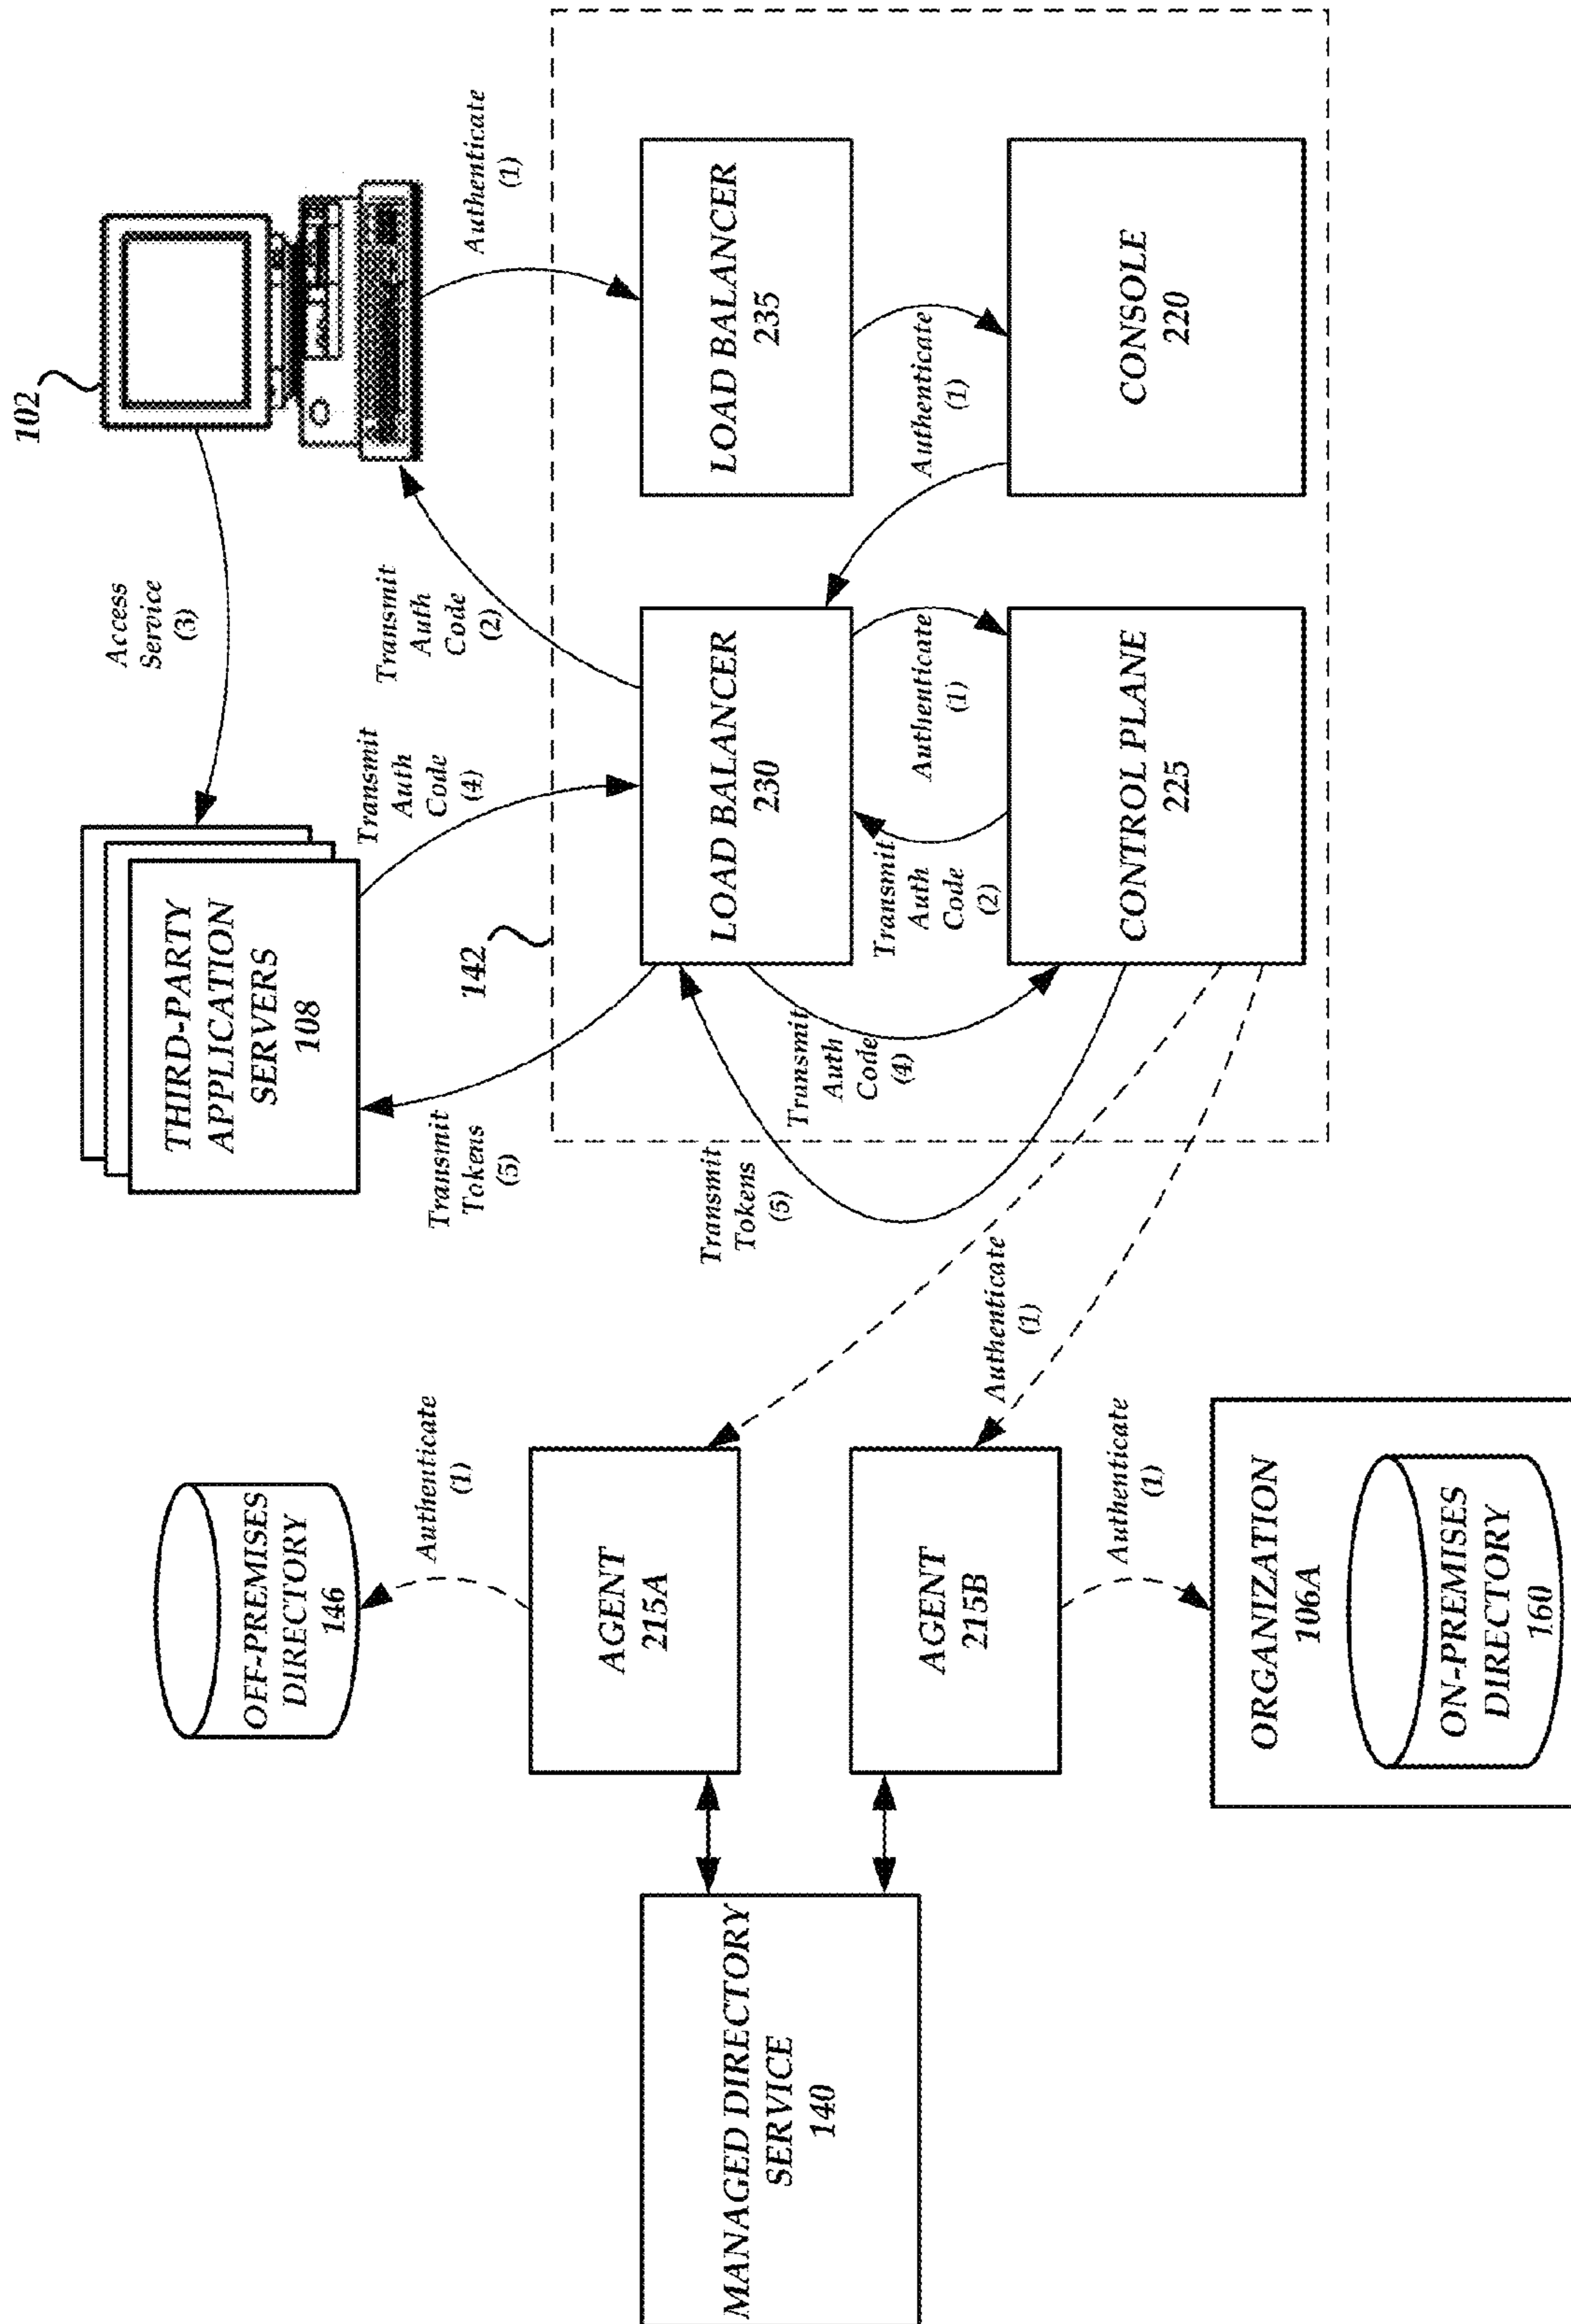 102
Access
Service
(3)
Authenticate
(1)
THIRD-PARTY
APPLICATION
SERVERS
108
Transmit
Auth
Code
(4)
Transmit
Auth
Code
(2)
Transmit
Tokens
(5)
142
LOAD BALANCER
230
LOAD BALANCER
235
Authenticate
(1)
Authenticate
(1)
Transmit
Auth
Code
(2)
Transmit
Auth
Code
(4)
Transmit
Tokens
(5)
CONTROL PLANE
225
CONSOLE
220
OFF-PREMISES
DIRECTORY
146
Authenticate
(1)
AGENT
215A
Authenticate
(1)
MANAGED DIRECTORY
SERVICE
140
AGENT
215B
Authenticate
(1)
ORGANIZATION
106A
ON-PREMISES
DIRECTORY
160